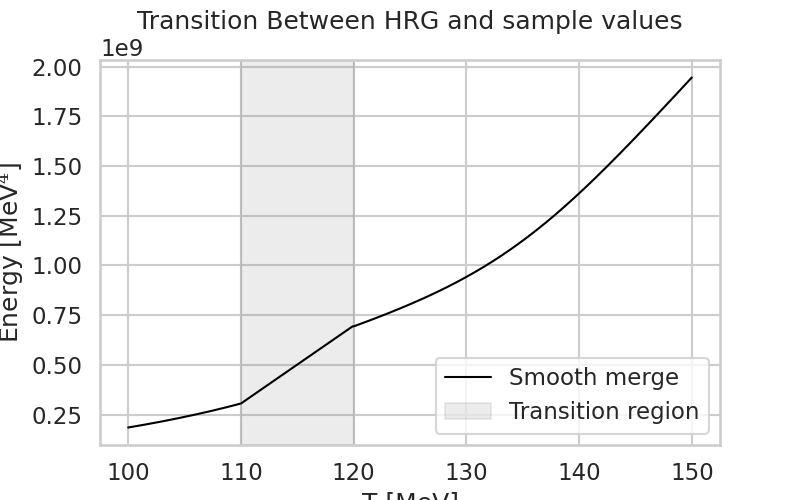 Transition Between HRG and sample values
1e9
2.00
1.75
1.50
1.25
1.00
0.75
0.50
0.25
Energy [MeV⁴]
Smooth merge
Transition region
100 110 120 130 140 150
T [MeV]